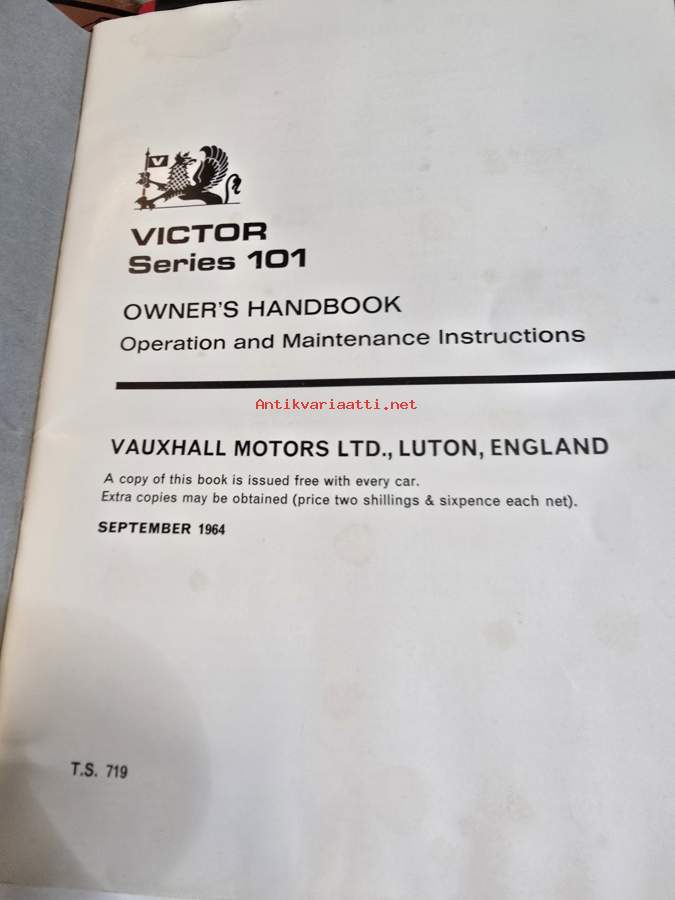 V
VICTOR
Series 101
OWNER'S HANDBOOK
Operation and Maintenance Instructions
Antikvariaatti.net
VAUXHALL MOTORS LTD., LUTON, ENGLAND
A copy of this book is issued free with every car.
Extra copies may be obtained (price two shillings & sixpence each net).
SEPTEMBER 1964
T.S. 719